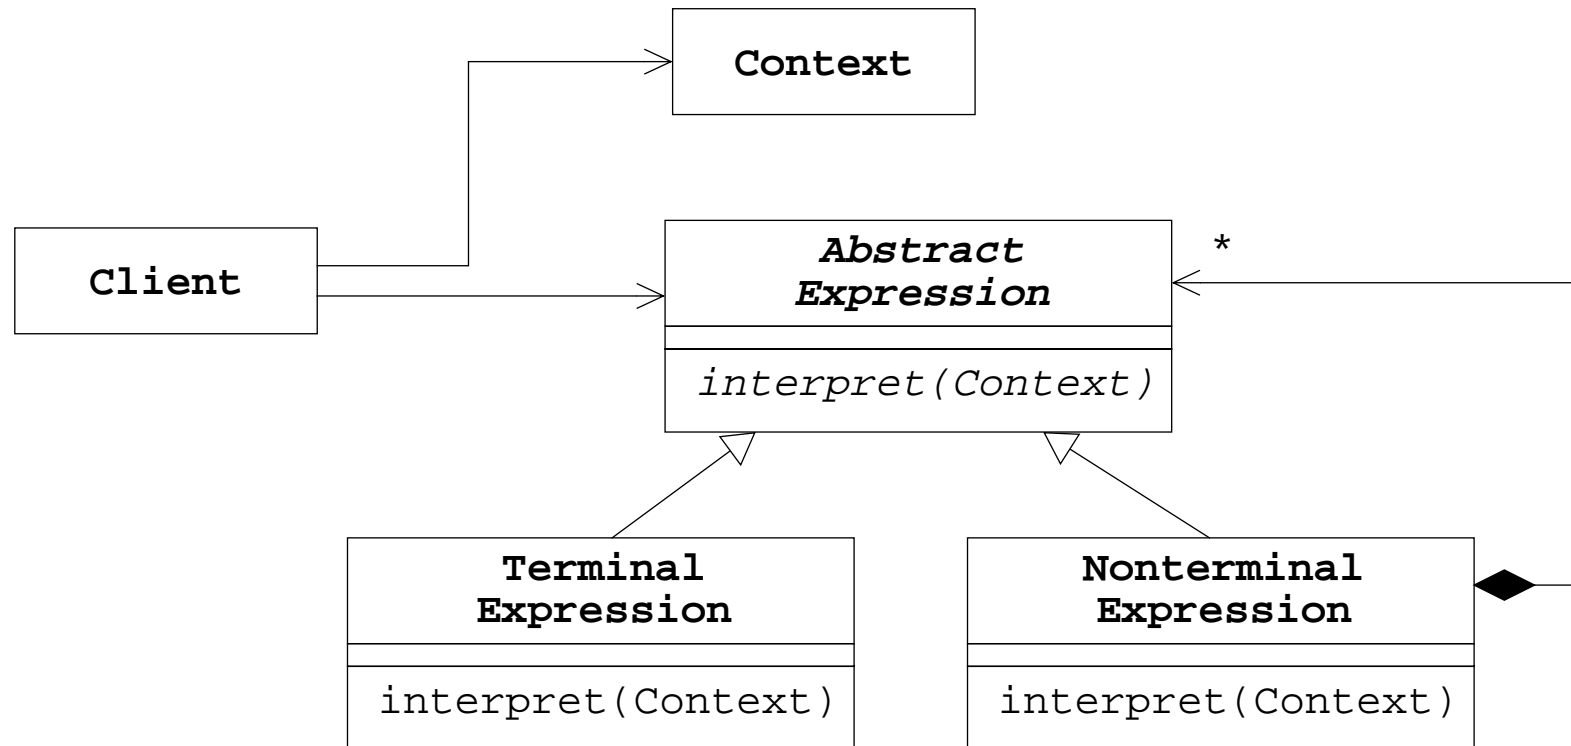 Context
Client
Abstract
Expression
*
interpret(Context)
Terminal
Expression
interpret(Context)
Nonterminal
Expression
interpret(Context)